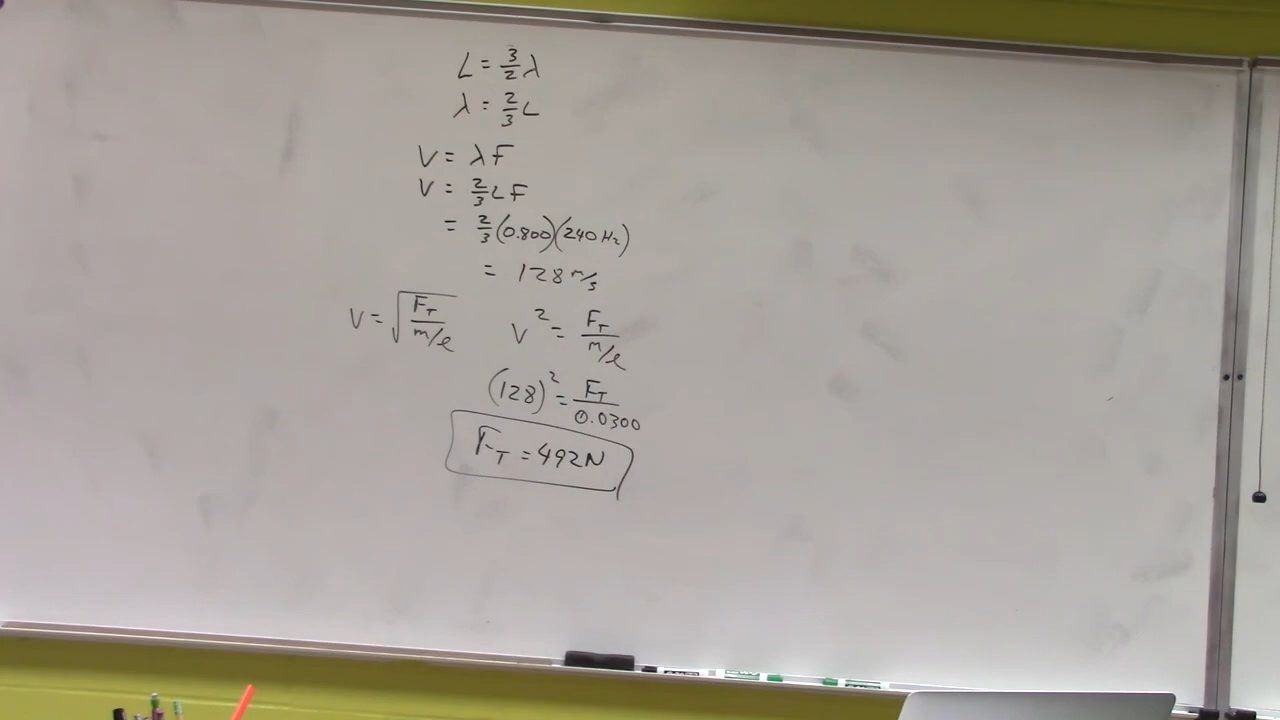 L = 3/2 λ
λ = 2/3 L
V = λF
V = 2/3 LF
= 2/3 (0.800)(240 Hz)
= 128 m/s
V = √(F_T / m/ℓ) V² = F_T / m/ℓ
(128)² = F_T / 0.0300
F_T = 492N